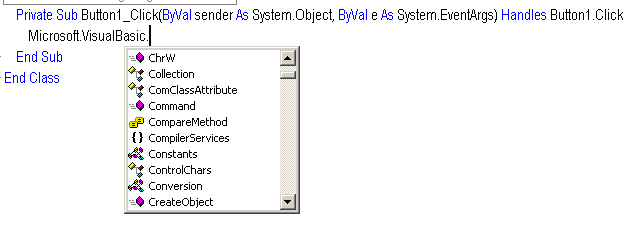 Private Sub Button1_Click(ByVal sender As System.Object, ByVal e As System.EventArgs) Handles Button1.Click
Microsoft.VisualBasic.
ChrW
Collection
ComClassAttribute
Command
CompareMethod
{} CompilerServices
Constants
ControlChars
Conversion
CreateObject
End Sub
End Class